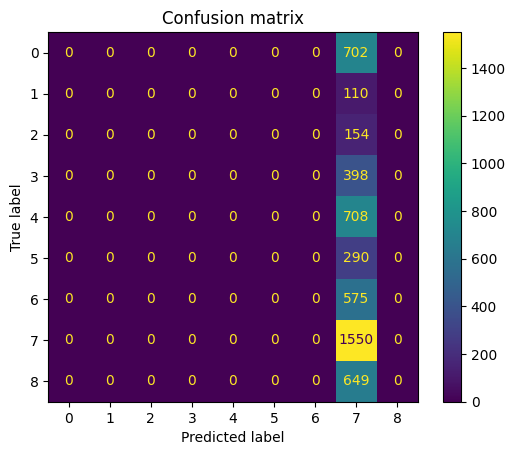 Confusion matrix
0 0 0 0 0 0 0 0 702 0
1 0 0 0 0 0 0 0 110 0
2 0 0 0 0 0 0 0 154 0
3 0 0 0 0 0 0 0 398 0
4 0 0 0 0 0 0 0 708 0
5 0 0 0 0 0 0 0 290 0
6 0 0 0 0 0 0 0 575 0
7 0 0 0 0 0 0 0 1550 0
8 0 0 0 0 0 0 0 649 0
0 1 2 3 4 5 6 7 8
Predicted label
True label
1400
1200
1000
800
600
400
200
0